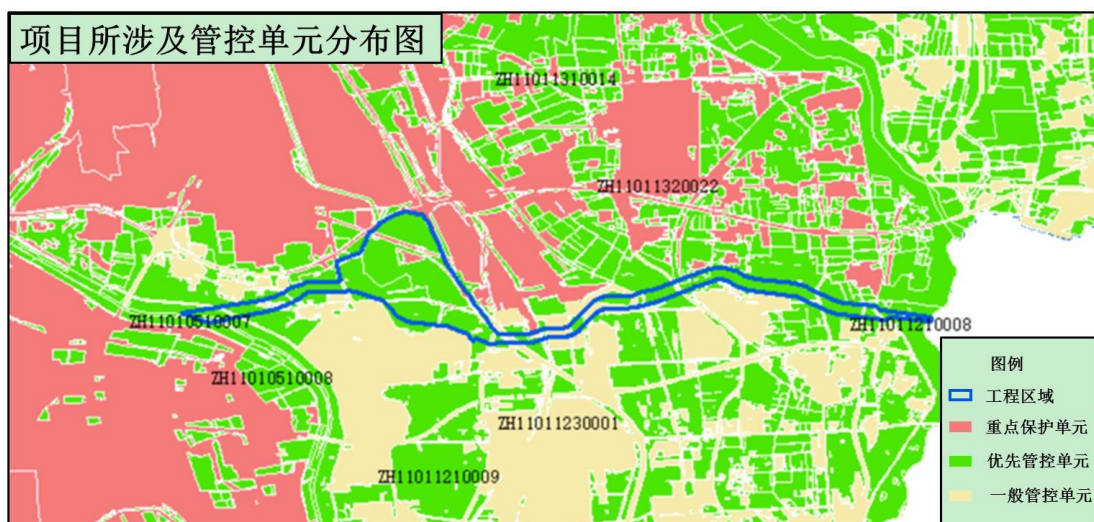 项目所涉及管控单元分布图
ZH11011310014
ZH11011320022
ZH11010510007
ZH11011210008
ZH11010510008
ZH11011230001
ZH11011210009
图例
工程区域
重点保护单元
优先管控单元
一般管控单元